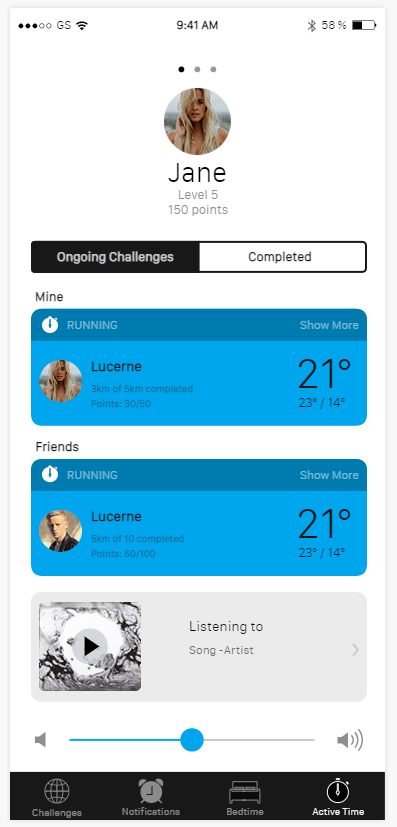 GS 9:41 AM 58 %
Jane
Level 5
150 points
Ongoing Challenges Completed
Mine
RUNNING Show More
Lucerne 21°
3km of 5km completed
Points: 30/50 23° / 14°
Friends
RUNNING Show More
Lucerne 21°
5km of 10 completed
Points: 50/100 23° / 14°
Listening to
Song -Artist
Challenges Notifications Bedtime Active Time